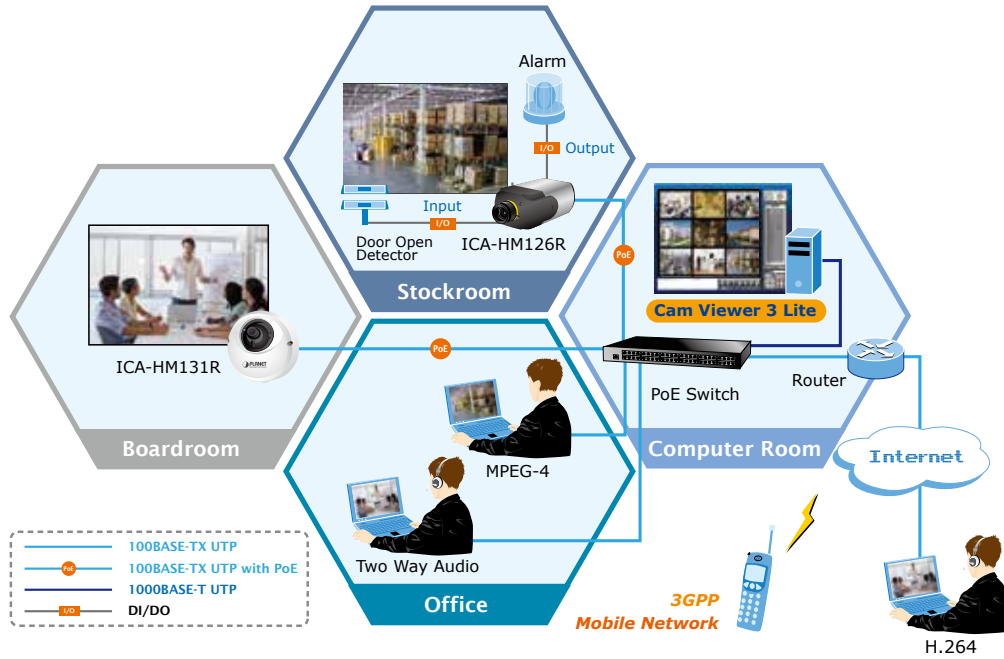 Alarm
I/O
Output
Input
I/O
Door Open
Detector
ICA-HM126R
Stockroom
PoE
Cam Viewer 3 Lite
ICA-HM131R
PLANET
Boardroom
PoE
PoE Switch
Router
Computer Room
MPEG-4
Internet
Two Way Audio
Office
100BASE-TX UTP
PoE
100BASE-TX UTP with PoE
1000BASE-T UTP
I/O
DI/DO
3GPP
Mobile Network
H.264